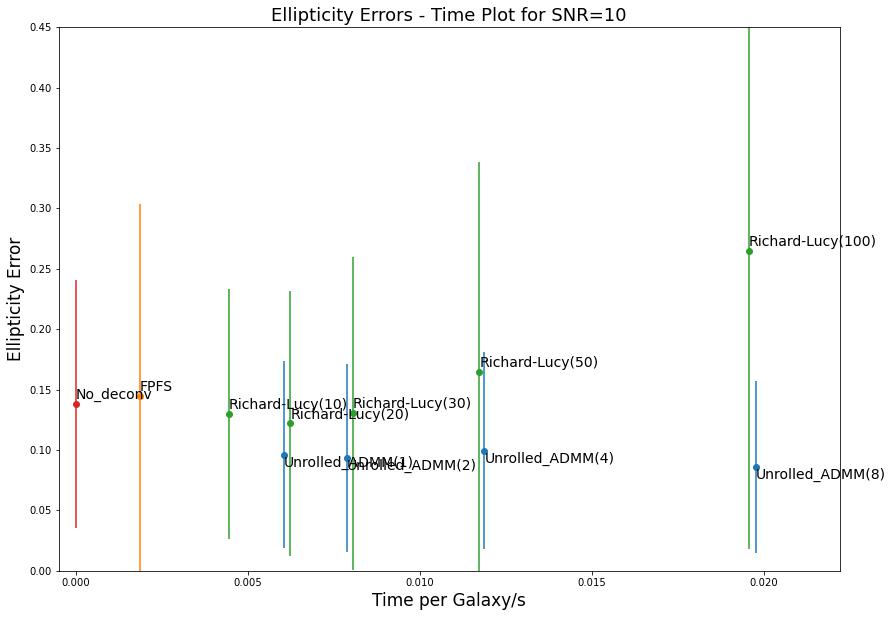 Ellipticity Errors - Time Plot for SNR=10
0.45
0.40
0.35
0.30
0.25
0.20
0.15
0.10
0.05
0.00
Ellipticity Error
Richard-Lucy(100)
Richard-Lucy(50)
FPFS
No_deconv
Richard-Lucy(10)
Richard-Lucy(30)
Richard-Lucy(20)
Unrolled_ADMM(1)
Unrolled_ADMM(2)
Unrolled_ADMM(4)
Unrolled_ADMM(8)
0.000 0.005 0.010 0.015 0.020
Time per Galaxy/s